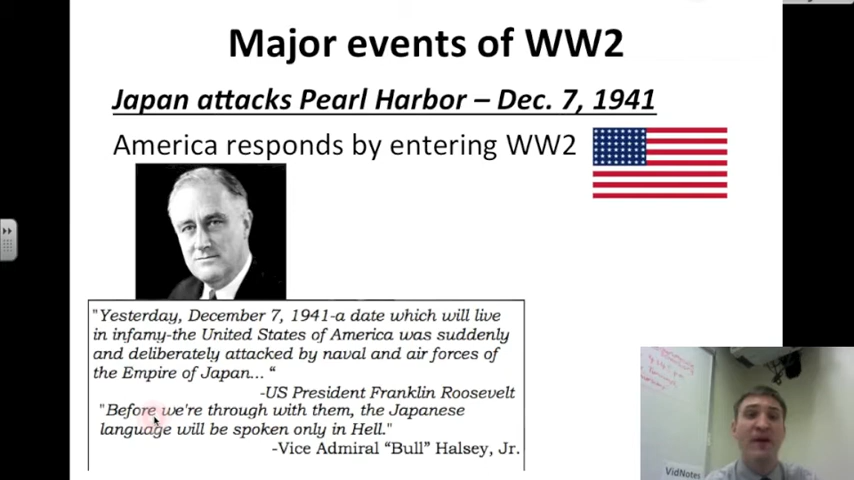 Major events of WW2
Japan attacks Pearl Harbor – Dec. 7, 1941
America responds by entering WW2
"Yesterday, December 7, 1941-a date which will live
in infamy-the United States of America was suddenly
and deliberately attacked by naval and air forces of
the Empire of Japan... “
-US President Franklin Roosevelt
"Before we're through with them, the Japanese
language will be spoken only in Hell."
-Vice Admiral “Bull” Halsey, Jr.
VidNotes